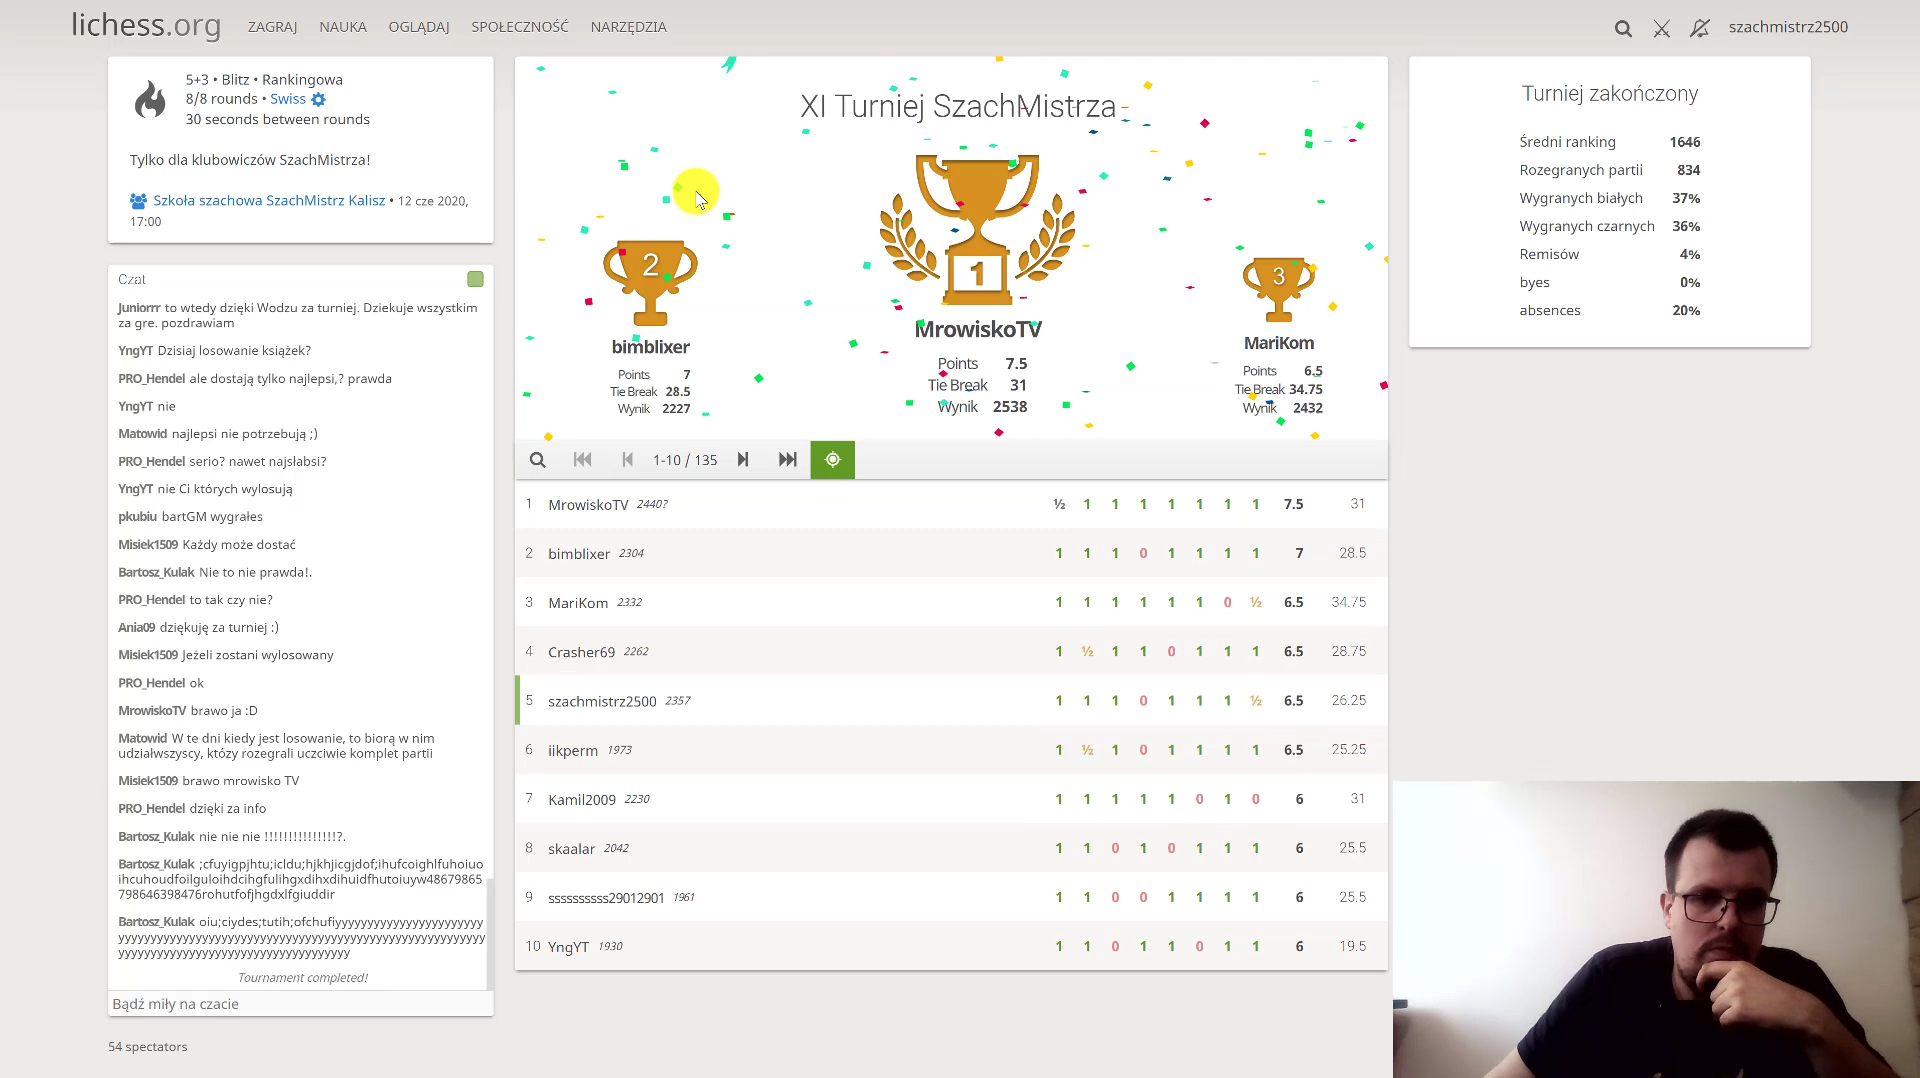 lichess.org ZAGRAJ NAUKA OGLĄDAJ SPOŁECZNOŚĆ NARZĘDZIA szachmistrz2500
5+3 • Blitz • Rankingowa
8/8 rounds • Swiss
30 seconds between rounds
Tylko dla klubowiczów SzachMistrza!
Szkoła szachowa SzachMistrz Kalisz • 12 cze 2020,
17:00
Czat
Juniorrr to wtedy dzięki Wodzu za turniej. Dziekuje wszystkim
za gre. pozdrawiam
YngYT Dzisiaj losowanie książek?
PRO_Hendel ale dostają tylko najlepsi,? prawda
YngYT nie
Matowid najlepsi nie potrzebują ;)
PRO_Hendel serio? nawet najsłabsi?
YngYT nie Ci których wylosują
pkubiu bartGM wygrałes
Misiek1509 Każdy może dostać
Bartosz_Kulak Nie to nie prawda!.
PRO_Hendel to tak czy nie?
Ania09 dziękuję za turniej :)
Misiek1509 Jeżeli zostani wylosowany
PRO_Hendel ok
MrowiskoTV brawo ja :D
Matowid W te dni kiedy jest losowanie, to biorą w nim
udziałwszyscy, którzy rozegrali uczciwie komplet partii
Misiek1509 brawo mrowisko TV
PRO_Hendel dzięki za info
Bartosz_Kulak nie nie nie !!!!!!!!!!!!!!!?.
Bartosz_Kulak ;cfuyigpjhtu;icldu;hjkhjicgjdof;ihufcoighlfuhoiuo
ihcuhoudfoilguloihdcihgfulihgxdihxdihuidfhutoiuyw48679865
798646398476rohutfofjhgdxlfgiuddir
Bartosz_Kulak oiu;ciydes;tutih;ofchufiyyyyyyyyyyyyyyyyyyyyyyy
yyyyyyyyyyyyyyyyyyyyyyyyyyyyyyyyyyyyyyyyyyyyyyyyyyyyyyyyy
yyyyyyyyyyyyyyyyyyyyyyyyyyyyyyyyyyyy
Tournament completed!
Bądź miły na czacie
54 spectators
XI Turniej SzachMistrza
2
bimblixer
Points 7
Tie Break 28.5
Wynik 2227
1
MrowiskoTV
Points 7.5
Tie Break 31
Wynik 2538
3
MariKom
Points 6.5
Tie Break 34.75
Wynik 2432
1-10 / 135
1 MrowiskoTV 2440? ½ 1 1 1 1 1 1 1 7.5 31
2 bimblixer 2304 1 1 1 0 1 1 1 1 7 28.5
3 MariKom 2332 1 1 1 1 1 1 0 ½ 6.5 34.75
4 Crasher69 2262 1 ½ 1 1 0 1 1 1 6.5 28.75
5 szachmistrz2500 2357 1 1 1 0 1 1 1 ½ 6.5 26.25
6 iikperm 1973 1 ½ 1 0 1 1 1 1 6.5 25.25
7 Kamil2009 2230 1 1 1 1 1 0 1 0 6 31
8 skaalar 2042 1 1 0 1 0 1 1 1 6 25.5
9 ssssssssss29012901 1961 1 1 0 0 1 1 1 1 6 25.5
10 YngYT 1930 1 1 0 1 1 0 1 1 6 19.5
Turniej zakończony
Średni ranking 1646
Rozegranych partii 834
Wygranych białych 37%
Wygranych czarnych 36%
Remisów 4%
byes 0%
absences 20%